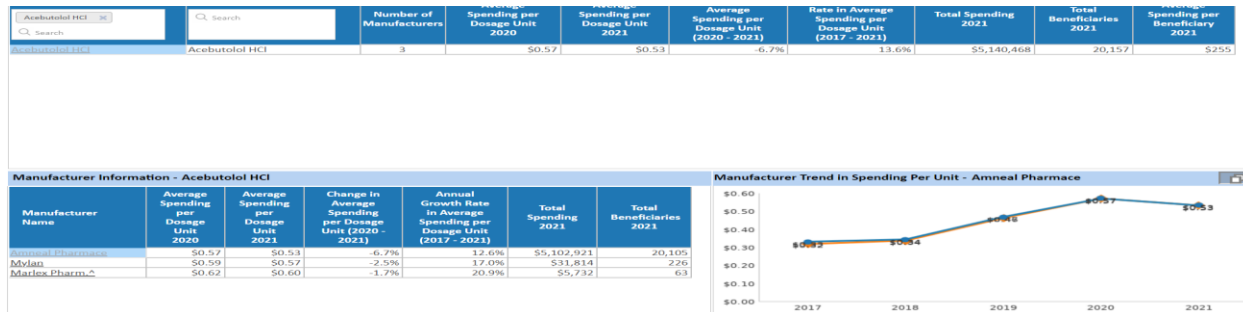 Acebutolol HCl ×
Search
Search
Number of Manufacturers
Average Spending per Dosage Unit 2020
Average Spending per Dosage Unit 2021
Average Spending per Dosage Unit (2020 - 2021)
Rate in Average Spending per Dosage Unit (2017 - 2021)
Total Spending 2021
Total Beneficiaries 2021
Spending per Beneficiary 2021
Acebutolol HCl Acebutolol HCl 3 $0.57 $0.53 -6.7% 13.6% $5,140,468 20,157 $255
Manufacturer Information - Acebutolol HCl
Manufacturer Name
Average Spending per Dosage Unit 2020
Average Spending per Dosage Unit 2021
Change in Average Spending per Dosage Unit (2020 - 2021)
Annual Growth Rate in Average Spending per Dosage Unit (2017 - 2021)
Total Spending 2021
Total Beneficiaries 2021
Amneal Pharmace $0.57 $0.53 -6.7% 12.6% $5,102,921 20,105
Mylan $0.59 $0.57 -2.5% 17.0% $31,814 226
Marlex Pharm.^ $0.62 $0.60 -1.7% 20.9% $5,732 63
Manufacturer Trend in Spending Per Unit - Amneal Pharmace
$0.60
$0.50
$0.40
$0.30
$0.20
$0.10
$0.00
$0.32
$0.34
$0.46
$0.57
$0.53
2017 2018 2019 2020 2021